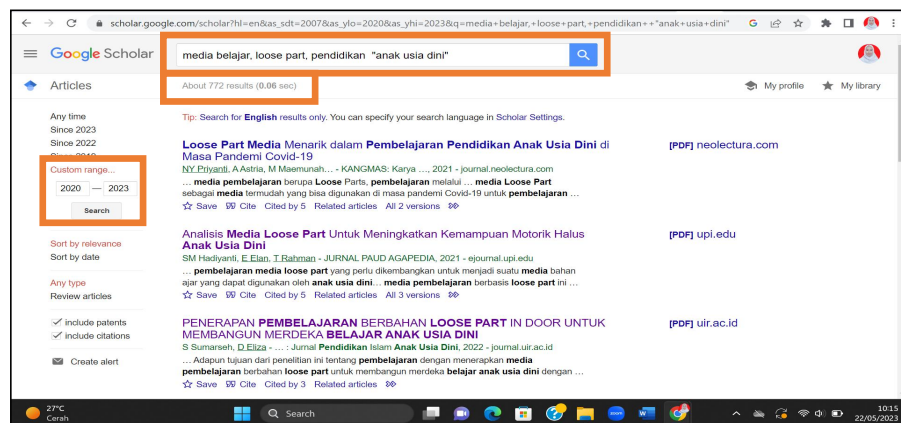 scholar.google.com/scholar?hl=en&as_sdt=2007&as_ylo=2020&as_yhi=2023&q=media+belajar,+loose+part,+pendidikan++"anak+usia+dini"
Google Scholar
media belajar, loose part, pendidikan "anak usia dini"
Articles
About 772 results (0.06 sec)
My profile
My library
Any time
Since 2023
Since 2022
Since 2019
Custom range...
2020 — 2023
Search
Sort by relevance
Sort by date
Any type
Review articles
include patents
include citations
Create alert
Tip: Search for English results only. You can specify your search language in Scholar Settings.
Loose Part Media Menarik dalam Pembelajaran Pendidikan Anak Usia Dini di
Masa Pandemi Covid-19
NY Priyanti, A Astria, M Maemunah... - KANGMAS: Karya …, 2021 - journal.neolectura.com
… media pembelajaran berupa Loose Parts, pembelajaran melalui … media Loose Part
sebagai media termudah yang bisa digunakan di masa pandemi Covid-19 untuk pembelajaran …
Save Cite Cited by 5 Related articles All 2 versions
[PDF] neolectura.com
Analisis Media Loose Part Untuk Meningkatkan Kemampuan Motorik Halus
Anak Usia Dini
SM Hadiyanti, E Elan, T Rahman - JURNAL PAUD AGAPEDIA, 2021 - ejournal.upi.edu
… pembelajaran media loose part yang perlu dikembangkan untuk menjadi suatu media bahan
ajar yang dapat digunakan oleh anak usia dini… media pembelajaran berbasis loose part ini …
Save Cite Cited by 5 Related articles All 3 versions
[PDF] upi.edu
PENERAPAN PEMBELAJARAN BERBAHAN LOOSE PART IN DOOR UNTUK
MEMBANGUN MERDEKA BELAJAR ANAK USIA DINI
S Sumarseh, D Eliza - … : Jurnal Pendidikan Islam Anak Usia Dini, 2022 - journal.uir.ac.id
… Adapun tujuan dari penelitian ini tentang pembelajaran dengan menerapkan media
pembelajaran berbahan loose part untuk membangun merdeka belajar anak usia dini dengan …
Save Cite Cited by 3 Related articles
[PDF] uir.ac.id
27°C
Cerah
Search
zoom
10:15
22/05/2023